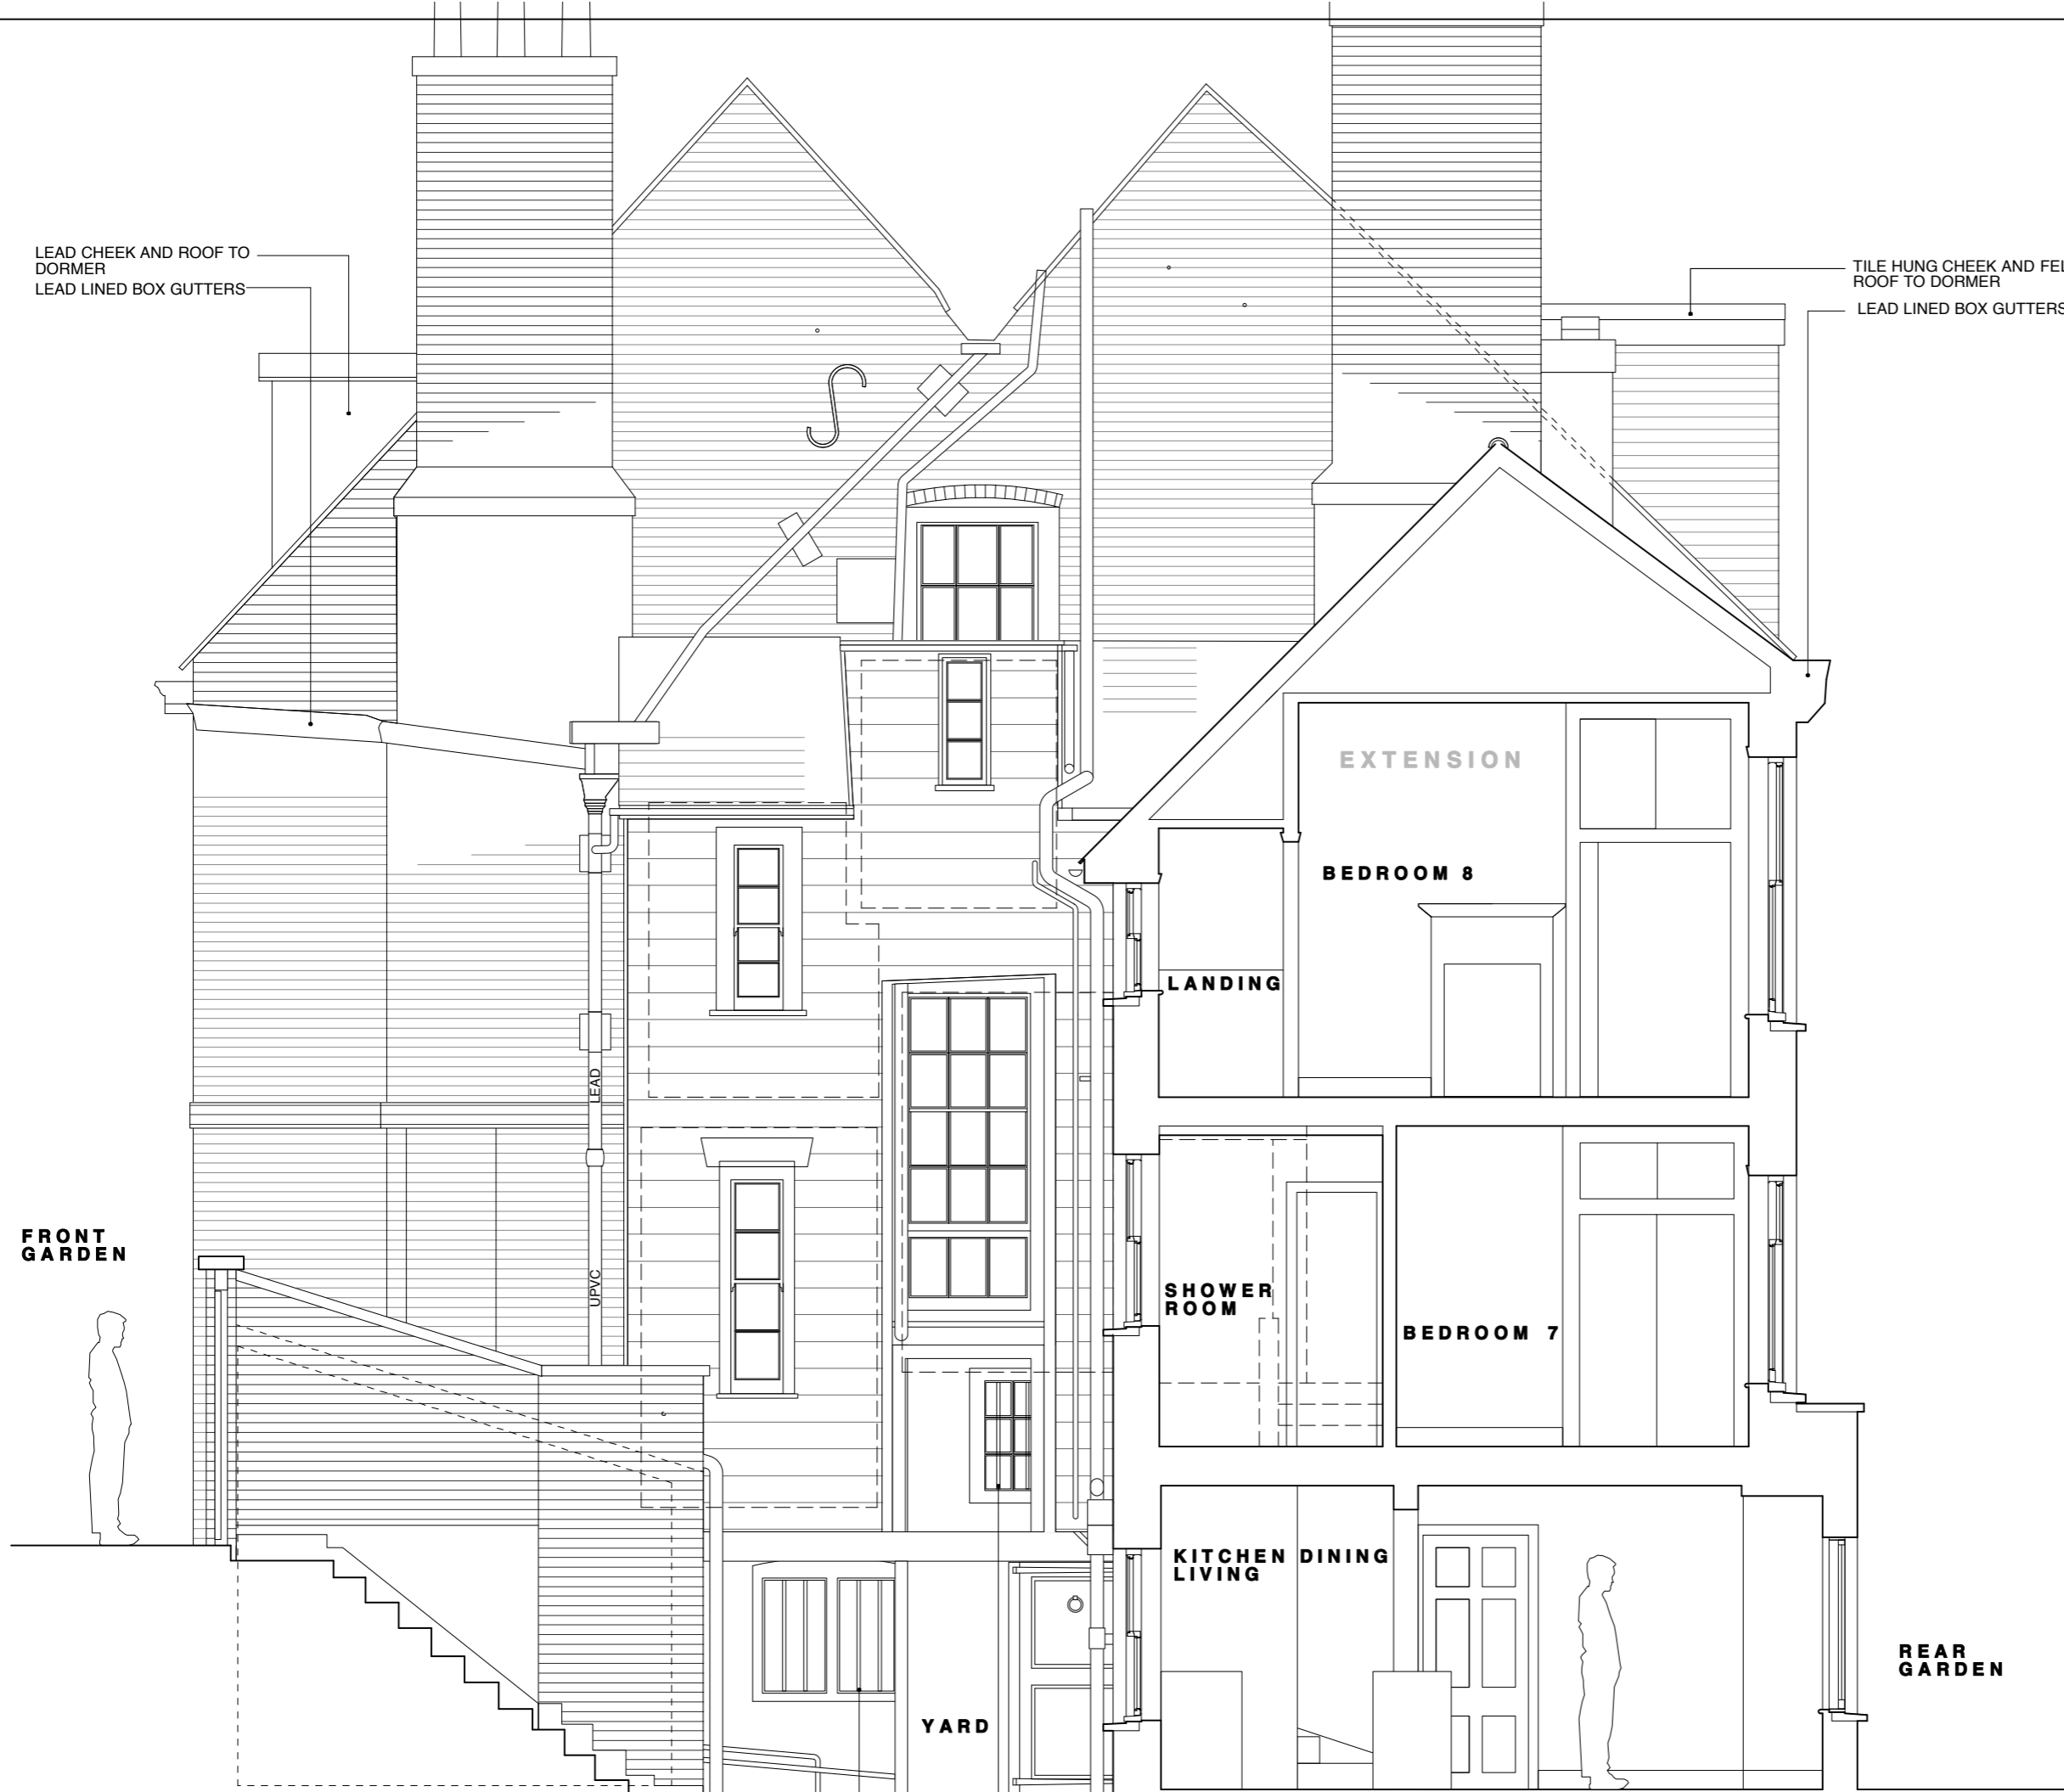 LEAD CHEEK AND ROOF TO
DORMER
LEAD LINED BOX GUTTERS
TILE HUNG CHEEK AND FEL
ROOF TO DORMER
LEAD LINED BOX GUTTERS
EXTENSION
BEDROOM 8
LANDING
LEAD
FRONT
GARDEN
UPVC
SHOWER
ROOM
BEDROOM 7
KITCHEN DINING
LIVING
REAR
GARDEN
YARD